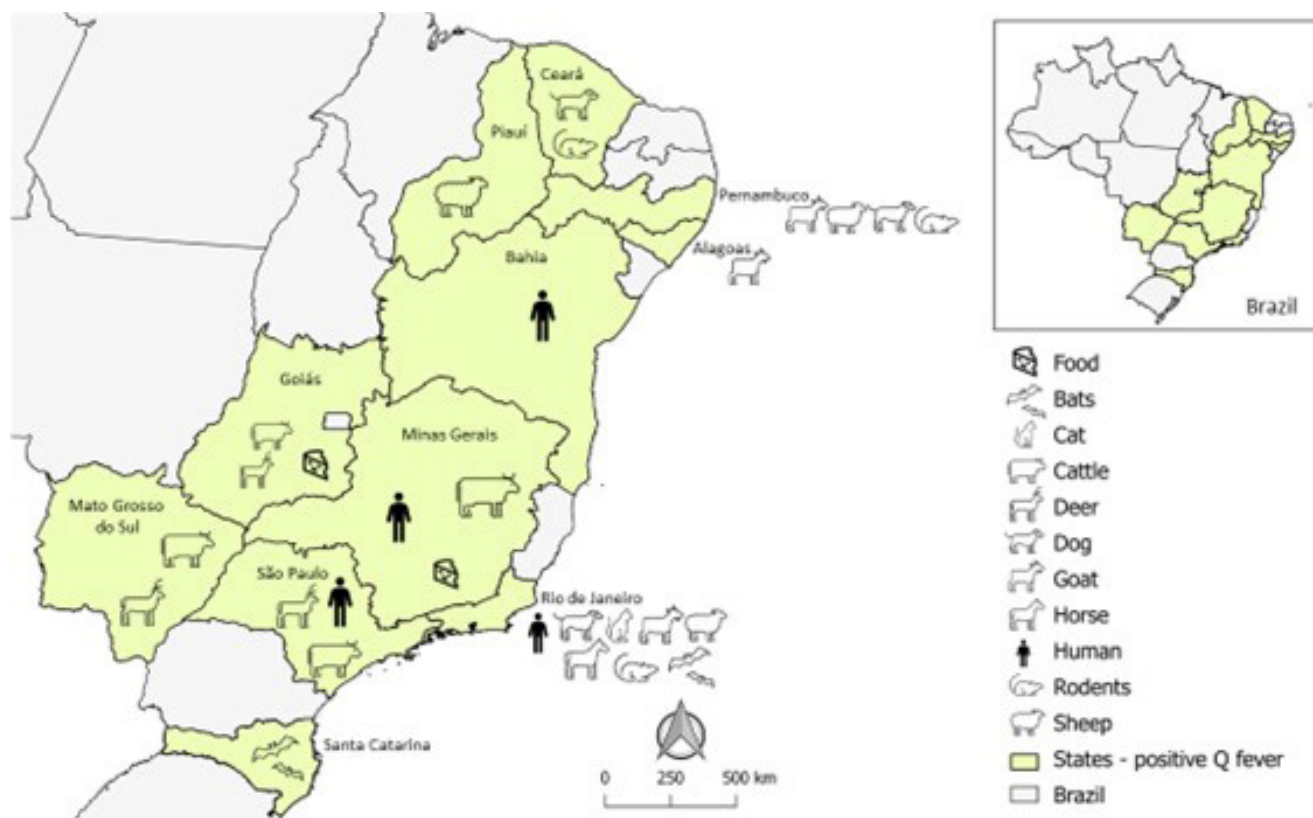 Ceará
Piauí
Pernambuco
Alagoas
Bahia
Goiás
Minas Gerais
Mato Grosso
do Sul
São Paulo
Rio de Janeiro
Santa Catarina
0 250 500 km
Brazil
Food
Bats
Cat
Cattle
Deer
Dog
Goat
Horse
Human
Rodents
Sheep
States - positive Q fever
Brazil